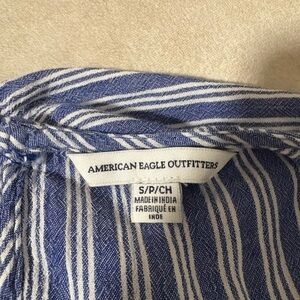 AMERICAN EAGLE OUTFITTERS
S/P/CH
MADE IN INDIA
FABRIQUÉ EN
INDE